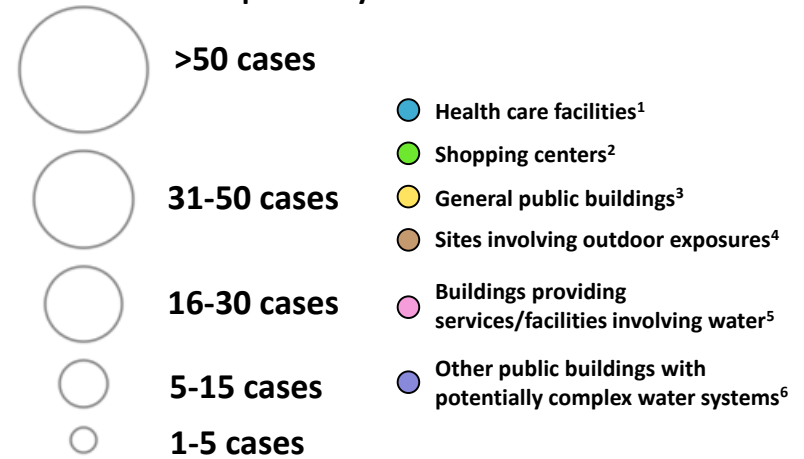 >50 cases
31-50 cases
16-30 cases
5-15 cases
1-5 cases
Health care facilities¹
Shopping centers²
General public buildings³
Sites involving outdoor exposures⁴
Buildings providing
services/facilities involving water⁵
Other public buildings with
potentially complex water systems⁶